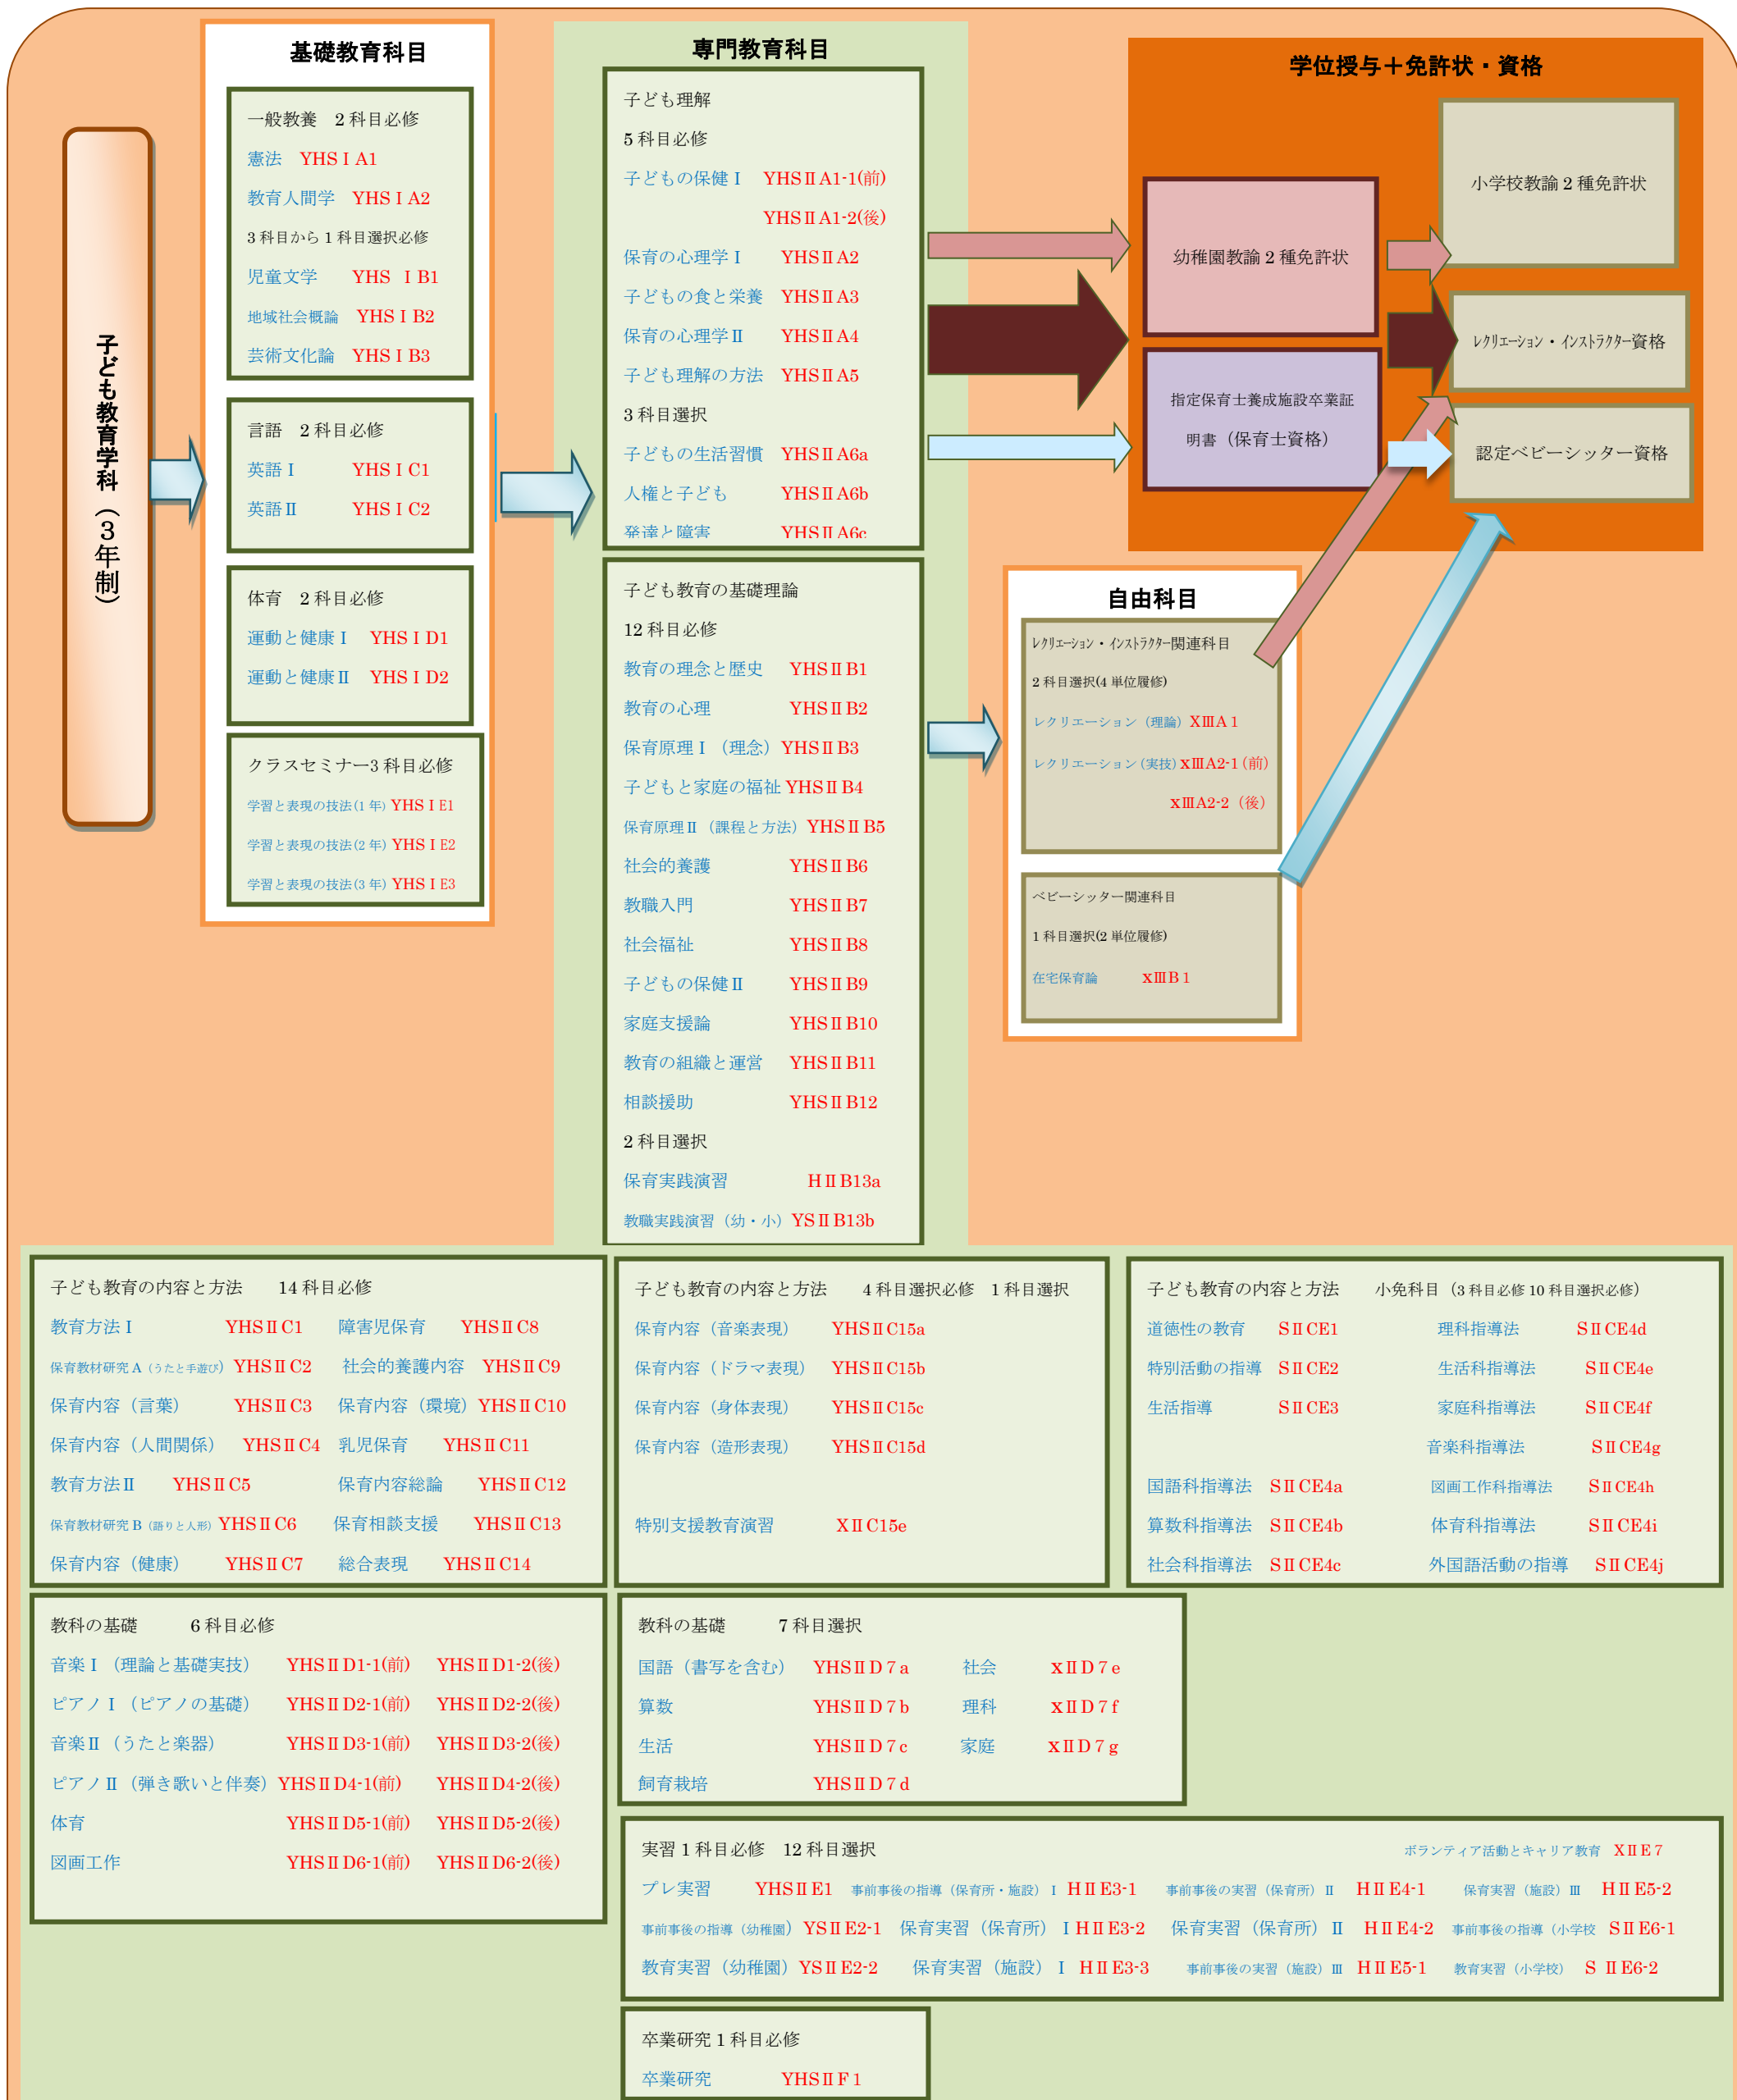 子ども教育学科（３年制）
基礎教育科目
一般教養　2 科目必修
憲法　YHSⅠA1
教育人間学　YHSⅠA2
3 科目から 1 科目選択必修
児童文学　YHS ⅠB1
地域社会概論　YHSⅠB2
芸術文化論　YHSⅠB3
言語　2 科目必修
英語Ⅰ　YHSⅠC1
英語Ⅱ　YHSⅠC2
体育　2 科目必修
運動と健康Ⅰ　YHSⅠD1
運動と健康Ⅱ　YHSⅠD2
クラスセミナー3 科目必修
学習と表現の技法(1 年) YHSⅠE1
学習と表現の技法(2 年) YHSⅠE2
学習と表現の技法(3 年) YHSⅠE3
専門教育科目
子ども理解
5 科目必修
子どもの保健Ⅰ　YHSⅡA1-1(前)
YHSⅡA1-2(後)
保育の心理学Ⅰ　YHSⅡA2
子どもの食と栄養　YHSⅡA3
保育の心理学Ⅱ　YHSⅡA4
子ども理解の方法　YHSⅡA5
3 科目選択
子どもの生活習慣　YHSⅡA6a
人権と子ども　YHSⅡA6b
発達と障害　YHSⅡA6c
子ども教育の基礎理論
12 科目必修
教育の理念と歴史　YHSⅡB1
教育の心理　YHSⅡB2
保育原理Ⅰ（理念）YHSⅡB3
子どもと家庭の福祉 YHSⅡB4
保育原理Ⅱ（課程と方法）YHSⅡB5
社会的養護　YHSⅡB6
教職入門　YHSⅡB7
社会福祉　YHSⅡB8
子どもの保健Ⅱ　YHSⅡB9
家庭支援論　YHSⅡB10
教育の組織と運営　YHSⅡB11
相談援助　YHSⅡB12
2 科目選択
保育実践演習　HⅡB13a
教職実践演習（幼・小）YSⅡB13b
学位授与＋免許状・資格
幼稚園教諭 2 種免許状
指定保育士養成施設卒業証
明書（保育士資格）
小学校教諭 2 種免許状
ﾚｸﾘｴｰｼｮﾝ・ｲﾝｽﾄﾗｸﾀｰ資格
認定ベビーシッター資格
自由科目
ﾚｸﾘｴｰｼｮﾝ・ｲﾝｽﾄﾗｸﾀｰ関連科目
2 科目選択(4 単位履修)
レクリエーション（理論）XⅢA 1
レクリエーション（実技）xⅢA2-1（前）
xⅢA2-2（後）
ベビーシッター関連科目
1 科目選択(2 単位履修)
在宅保育論　xⅢB 1
子ども教育の内容と方法　14 科目必修
教育方法Ⅰ　YHSⅡC1　障害児保育　YHSⅡC8
保育教材研究 A（うたと手遊び）YHSⅡC2　社会的養護内容　YHSⅡC9
保育内容（言葉）　YHSⅡC3　保育内容（環境）YHSⅡC10
保育内容（人間関係）　YHSⅡC4　乳児保育　YHSⅡC11
教育方法Ⅱ　YHSⅡC5　保育内容総論　YHSⅡC12
保育教材研究 B（語りと人形）YHSⅡC6　保育相談支援　YHSⅡC13
保育内容（健康）　YHSⅡC7　総合表現　YHSⅡC14
子ども教育の内容と方法　4 科目選択必修　1 科目選択
保育内容（音楽表現）　YHSⅡC15a
保育内容（ドラマ表現）　YHSⅡC15b
保育内容（身体表現）　YHSⅡC15c
保育内容（造形表現）　YHSⅡC15d
特別支援教育演習　XⅡC15e
子ども教育の内容と方法　小免科目（3 科目必修 10 科目選択必修）
道徳性の教育　SⅡCE1　理科指導法　SⅡCE4d
特別活動の指導　SⅡCE2　生活科指導法　SⅡCE4e
生活指導　SⅡCE3　家庭科指導法　SⅡCE4f
音楽科指導法　SⅡCE4g
国語科指導法　SⅡCE4a　図画工作科指導法　SⅡCE4h
算数科指導法　SⅡCE4b　体育科指導法　SⅡCE4i
社会科指導法　SⅡCE4c　外国語活動の指導　SⅡCE4j
教科の基礎　6 科目必修
音楽Ⅰ（理論と基礎実技）　YHSⅡD1-1(前)　YHSⅡD1-2(後)
ピアノⅠ（ピアノの基礎）　YHSⅡD2-1(前)　YHSⅡD2-2(後)
音楽Ⅱ（うたと楽器）　YHSⅡD3-1(前)　YHSⅡD3-2(後)
ピアノⅡ（弾き歌いと伴奏）YHSⅡD4-1(前)　YHSⅡD4-2(後)
体育　YHSⅡD5-1(前)　YHSⅡD5-2(後)
図画工作　YHSⅡD6-1(前)　YHSⅡD6-2(後)
教科の基礎　7 科目選択
国語（書写を含む）　YHSⅡD７a　社会　xⅡD７e
算数　YHSⅡD７b　理科　xⅡD７f
生活　YHSⅡD７c　家庭　xⅡD７g
飼育栽培　YHSⅡD７d
実習 1 科目必修　12 科目選択　ボランティア活動とキャリア教育　XⅡE７
プレ実習　YHSⅡE1　事前事後の指導（保育所・施設）Ⅰ　HⅡE3-1　事前事後の実習（保育所）Ⅱ　HⅡE4-1　保育実習（施設）Ⅲ　HⅡE5-2
事前事後の指導（幼稚園）YSⅡE2-1　保育実習（保育所）Ⅰ HⅡE3-2　保育実習（保育所）Ⅱ　HⅡE4-2　事前事後の指導（小学校　SⅡE6-1
教育実習（幼稚園）YSⅡE2-2　保育実習（施設）Ⅰ　HⅡE3-3　事前事後の実習（施設）Ⅲ　HⅡE5-1　教育実習（小学校）　S ⅡE6-2
卒業研究 1 科目必修
卒業研究　YHSⅡF１